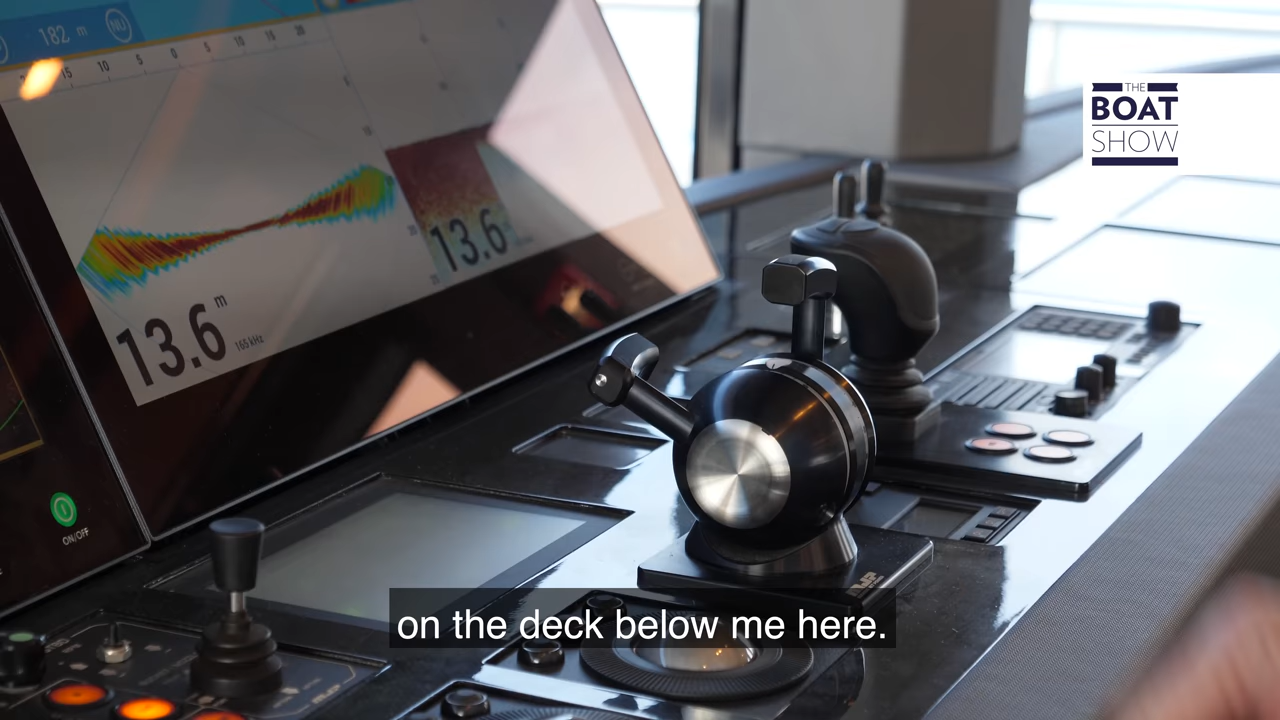 182 m
NU
15 10 5 0 5 10 15 20
13.6 m
165 kHz
13.6
ON/OFF
THE
BOAT
SHOW
on the deck below me here.